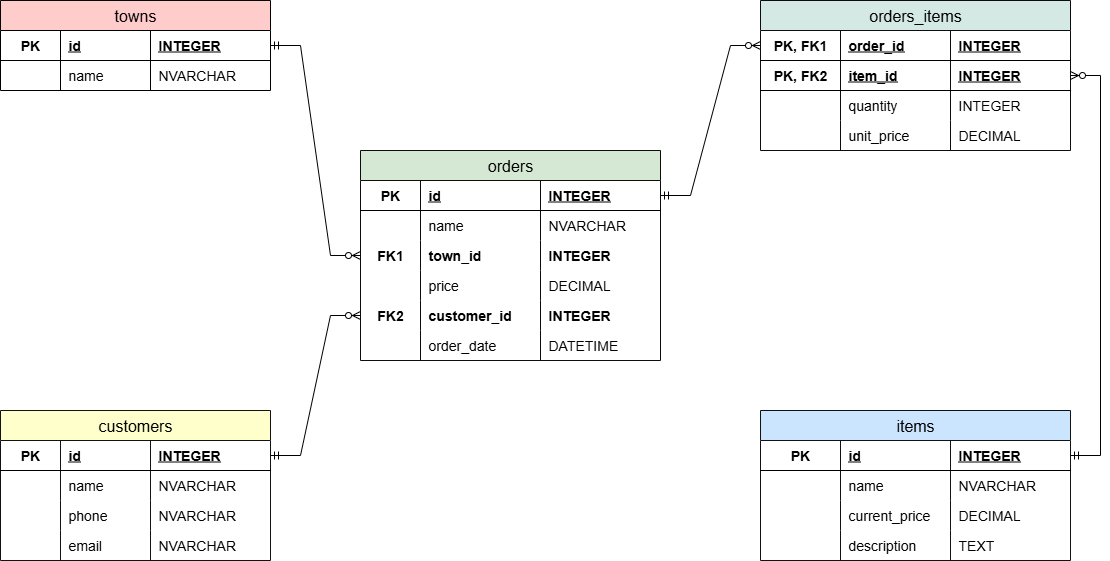 towns
PK id INTEGER
name NVARCHAR
orders_items
PK, FK1 order_id INTEGER
PK, FK2 item_id INTEGER
quantity INTEGER
unit_price DECIMAL
orders
PK id INTEGER
name NVARCHAR
FK1 town_id INTEGER
price DECIMAL
FK2 customer_id INTEGER
order_date DATETIME
customers
PK id INTEGER
name NVARCHAR
phone NVARCHAR
email NVARCHAR
items
PK id INTEGER
name NVARCHAR
current_price DECIMAL
description TEXT